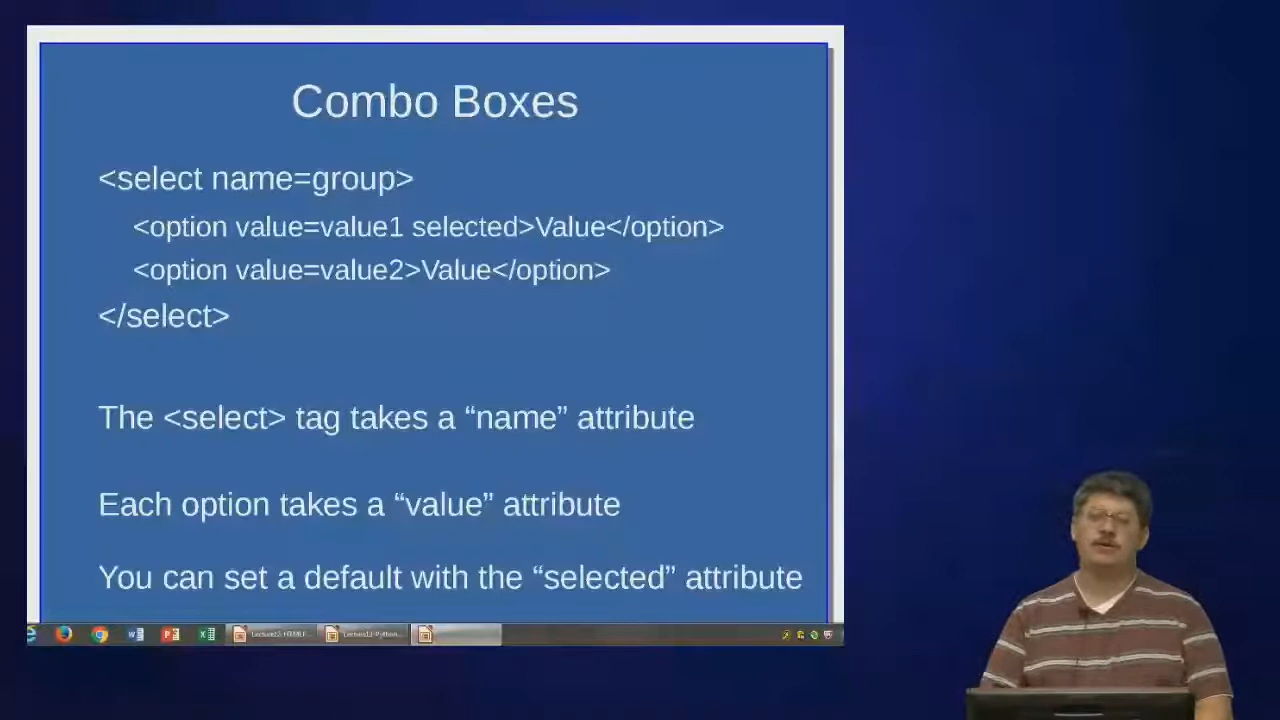 Combo Boxes
<select name=group>
<option value=value1 selected>Value</option>
<option value=value2>Value</option>
</select>
The <select> tag takes a “name” attribute
Each option takes a “value” attribute
You can set a default with the “selected” attribute